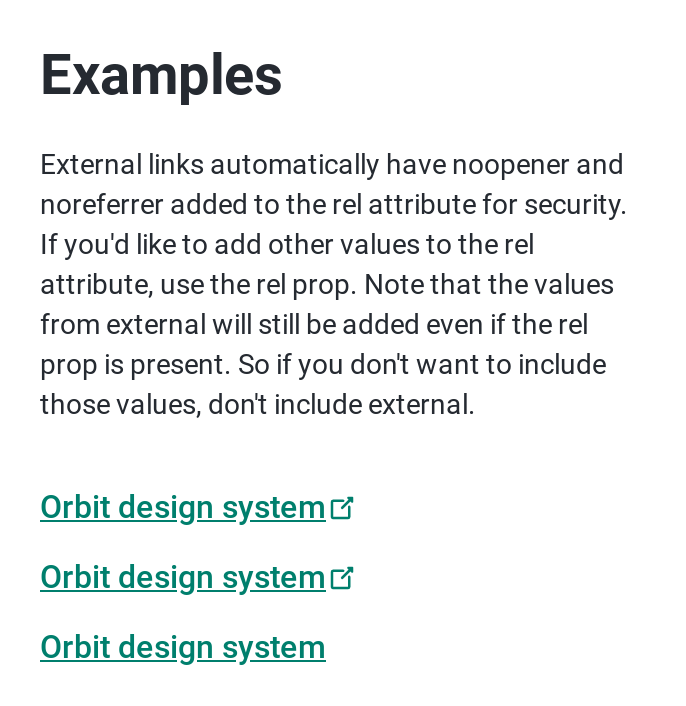 Examples
External links automatically have noopener and
noreferrer added to the rel attribute for security.
If you'd like to add other values to the rel
attribute, use the rel prop. Note that the values
from external will still be added even if the rel
prop is present. So if you don't want to include
those values, don't include external.
Orbit design system
Orbit design system
Orbit design system